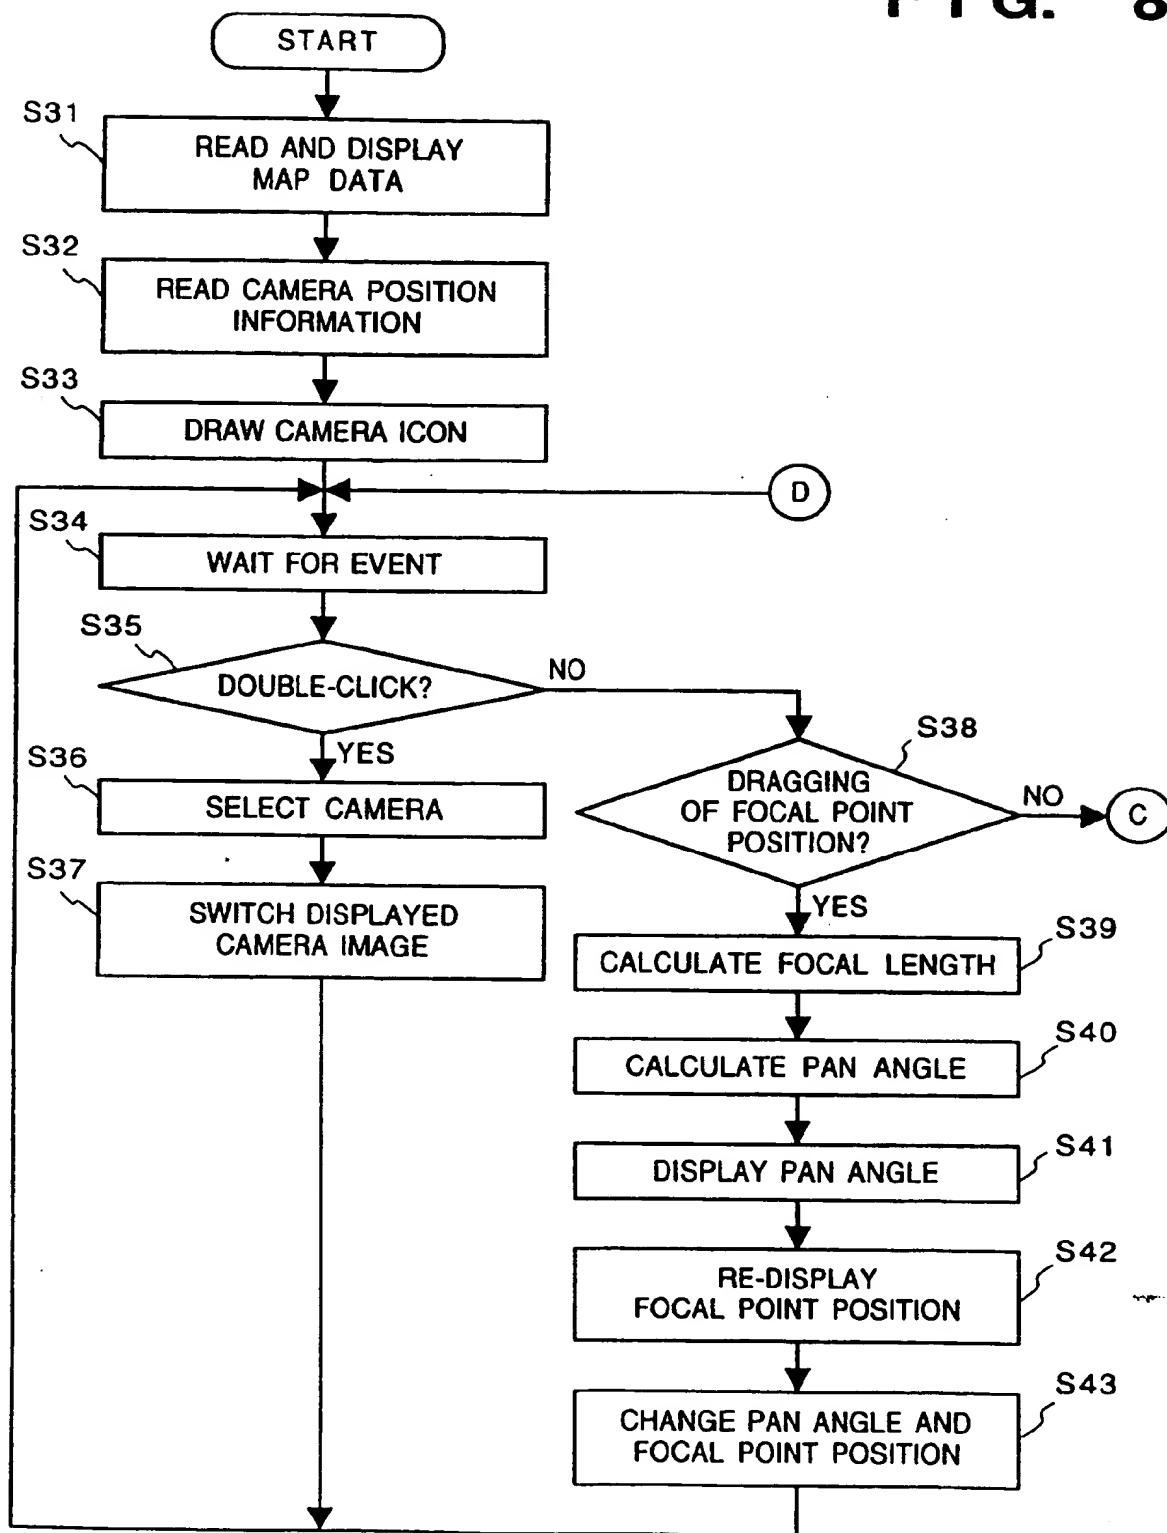 FIG. 8
START
S31
READ AND DISPLAY
MAP DATA
S32
READ CAMERA POSITION
INFORMATION
S33
DRAW CAMERA ICON
D
S34
WAIT FOR EVENT
S35
DOUBLE-CLICK?
NO
YES
S36
SELECT CAMERA
S37
SWITCH DISPLAYED
CAMERA IMAGE
S38
DRAGGING
OF FOCAL POINT
POSITION?
NO
C
YES
S39
CALCULATE FOCAL LENGTH
S40
CALCULATE PAN ANGLE
S41
DISPLAY PAN ANGLE
S42
RE-DISPLAY
FOCAL POINT POSITION
S43
CHANGE PAN ANGLE AND
FOCAL POINT POSITION